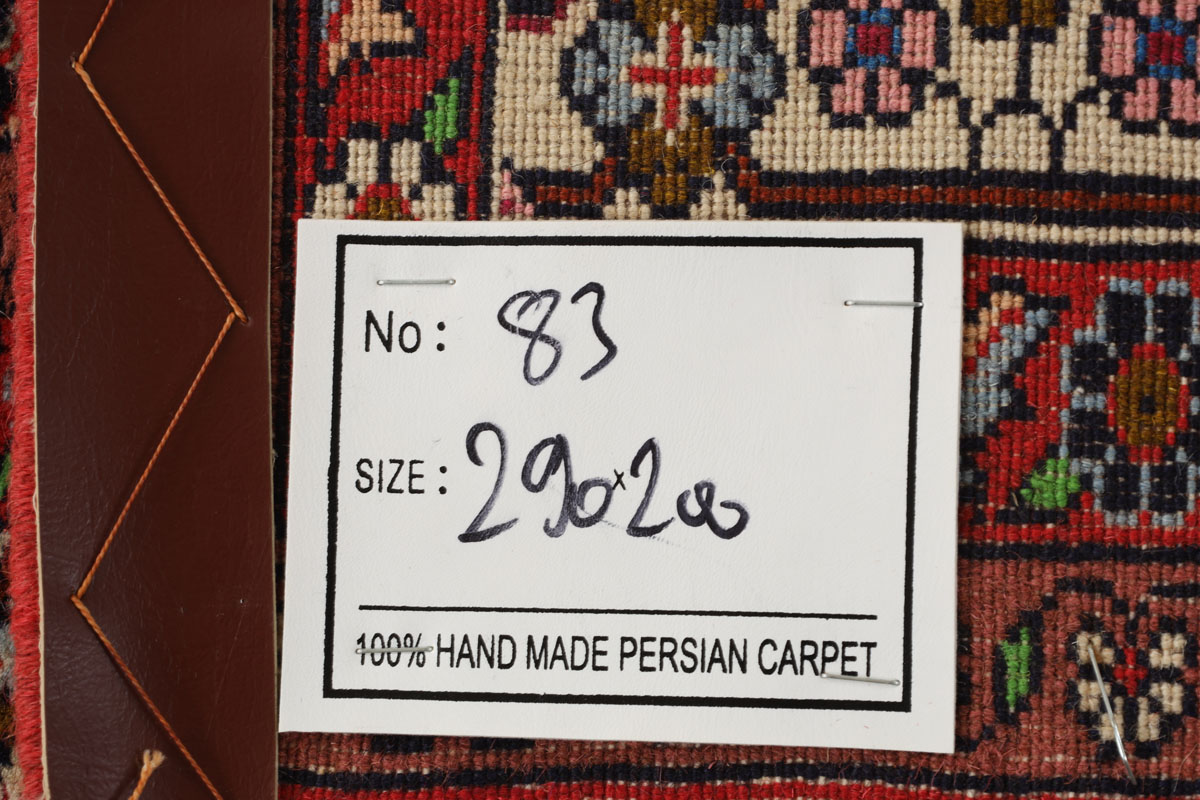 No: 83
SIZE: 290x200
100% HAND MADE PERSIAN CARPET